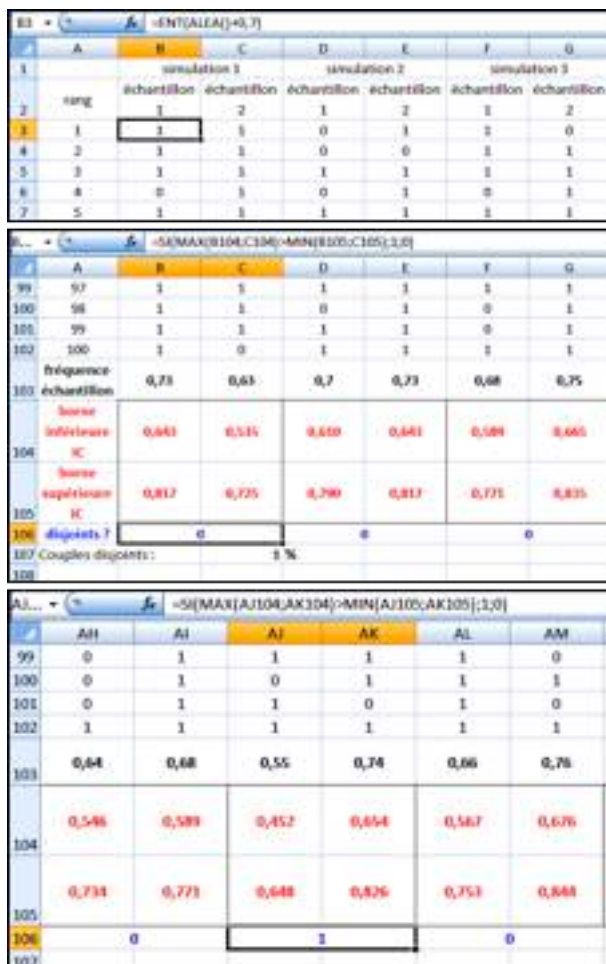 B3 =ENT(ALEA()+0,7)
A B C D E F G
1 simulation 1 simulation 2 simulation 3
2 rang échantillon 1 échantillon 2 échantillon 1 échantillon 2 échantillon 1 échantillon 2
3 1 1 1 0 1 1 0
4 2 1 1 0 0 1 1
5 3 1 1 1 1 1 1
6 4 0 1 0 1 0 1
7 5 1 1 1 1 1 1
B... =SI(MAX(B104;C104)>MIN(B105;C105);1;0)
A B C D E F G
99 97 1 1 1 1 1 1
100 98 1 1 0 1 0 1
101 99 1 1 1 1 0 1
102 100 1 0 1 1 1 1
103 fréquence échantillon 0,73 0,63 0,7 0,73 0,68 0,75
104 borne inférieure IC 0,643 0,535 0,610 0,643 0,589 0,665
105 borne supérieure IC 0,817 0,725 0,790 0,817 0,771 0,835
106 disjoints ? 0 0 0
107 Couples disjoints : %
108
AJ... =SI(MAX(AJ104;AK104)>MIN(AJ105;AK105);1;0)
AH AI AJ AK AL AM
99 0 1 1 1 1 0
100 0 1 0 1 1 1
101 0 1 1 0 1 0
102 1 1 1 1 1 1
103 0,64 0,68 0,55 0,74 0,66 0,76
104 0,546 0,589 0,452 0,654 0,567 0,676
105 0,734 0,771 0,648 0,826 0,753 0,844
106 0 1 0
107